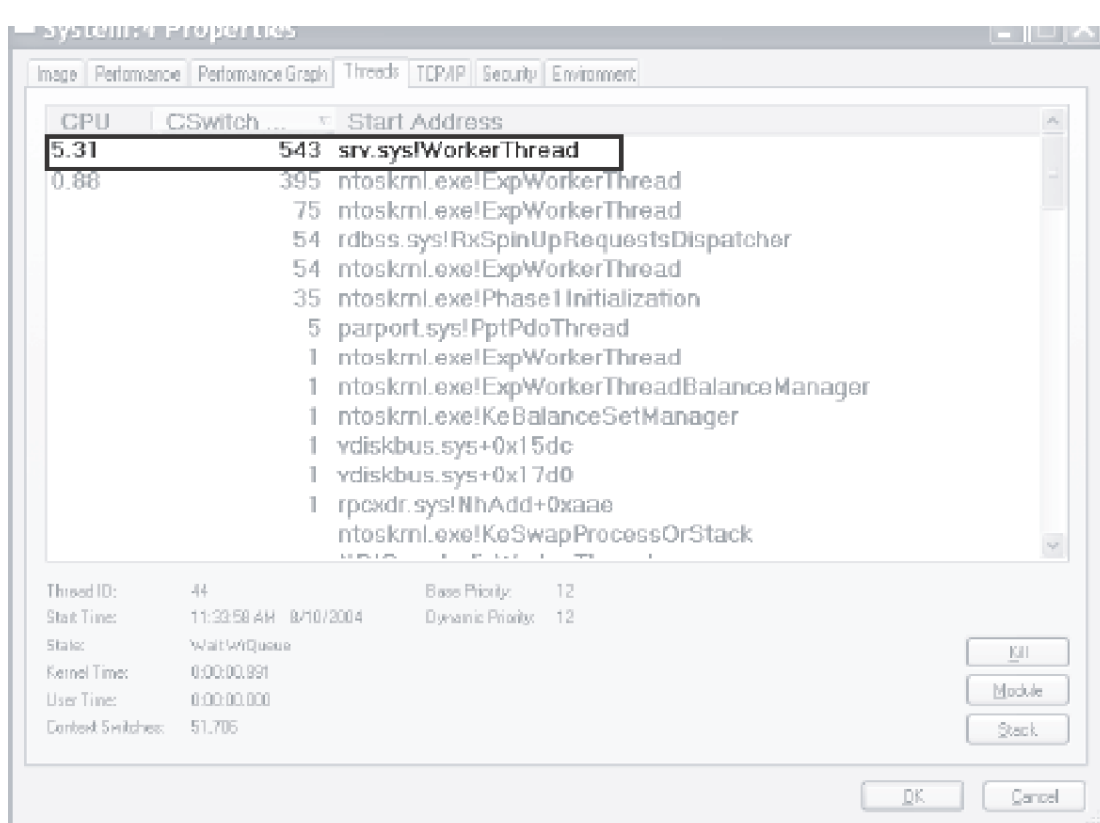 System:4 Properties
Image Performance Performance Graph Threads TCP/IP Security Environment
CPU CSwitch ... Start Address
5.31 543 srv.sys!WorkerThread
0.88 395 ntoskrnl.exe!ExpWorkerThread
75 ntoskrnl.exe!ExpWorkerThread
54 rdbss.sys!RxSpinUpRequestsDispatcher
54 ntoskrnl.exe!ExpWorkerThread
35 ntoskrnl.exe!Phase1Initialization
5 parport.sys!PptPdoThread
1 ntoskrnl.exe!ExpWorkerThread
1 ntoskrnl.exe!ExpWorkerThreadBalanceManager
1 ntoskrnl.exe!KeBalanceSetManager
1 vdiskbus.sys+0x15dc
1 vdiskbus.sys+0x17d0
1 rpcxdr.sys!NhAdd+0xaae
ntoskrnl.exe!KeSwapProcessOrStack
Thread ID: 44 Base Priority: 12
Start Time: 11:33:58 AM 8/10/2004 Dynamic Priority: 12
State: Wait:WrQueue
Kernel Time: 0:00:00.991
User Time: 0:00:00.000
Context Switches: 51,706
Kill
Module
Stack
OK Cancel